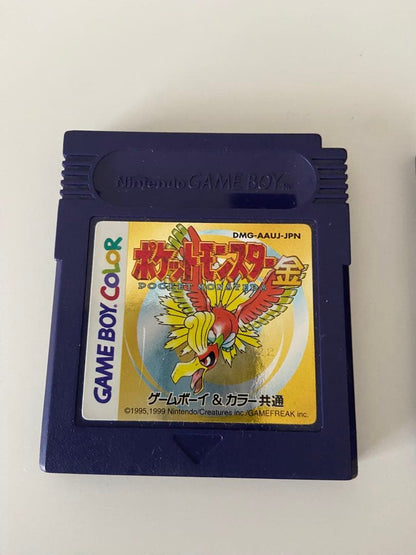 Nintendo GAME BOY™
DMG-AAUJ-JPN
ポケットモンスター金
POCKET MONSTERS
GAME BOY COLOR
ゲームボーイ & カラー共通
©1995,1999 Nintendo/Creatures inc./GAMEFREAK inc.